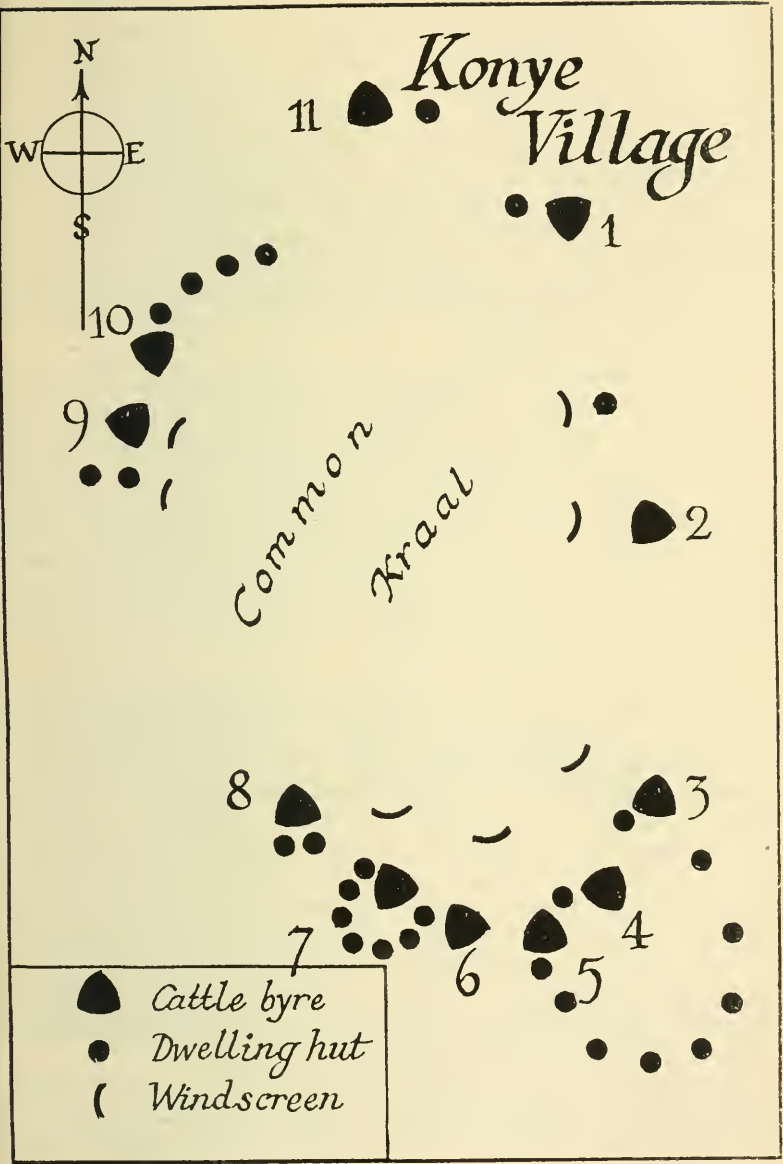 N
W E
S
Konye
Village
11
1
10
9
2
Common
Kraal
8
3
7
6
5
4
Cattle byre
Dwelling hut
Windscreen